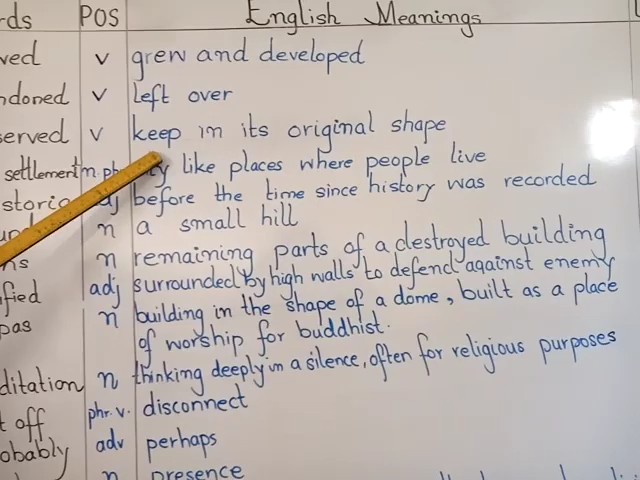 rds POS English Meanings
ved v grew and developed
ndoned v left over
served v keep in its original shape
settlement n.ph ty like places where people live
storic dj before the time since history was recorded
n a small hill
ns n remaining parts of a destroyed building
fied adj surrounded by high walls to defend against enemy
pas n building in the shape of a dome, built as a place
of worship for buddhist.
ditation n thinking deeply in a silence, often for religious purposes
t off phr. v. disconnect
obably adv perhaps
n presence